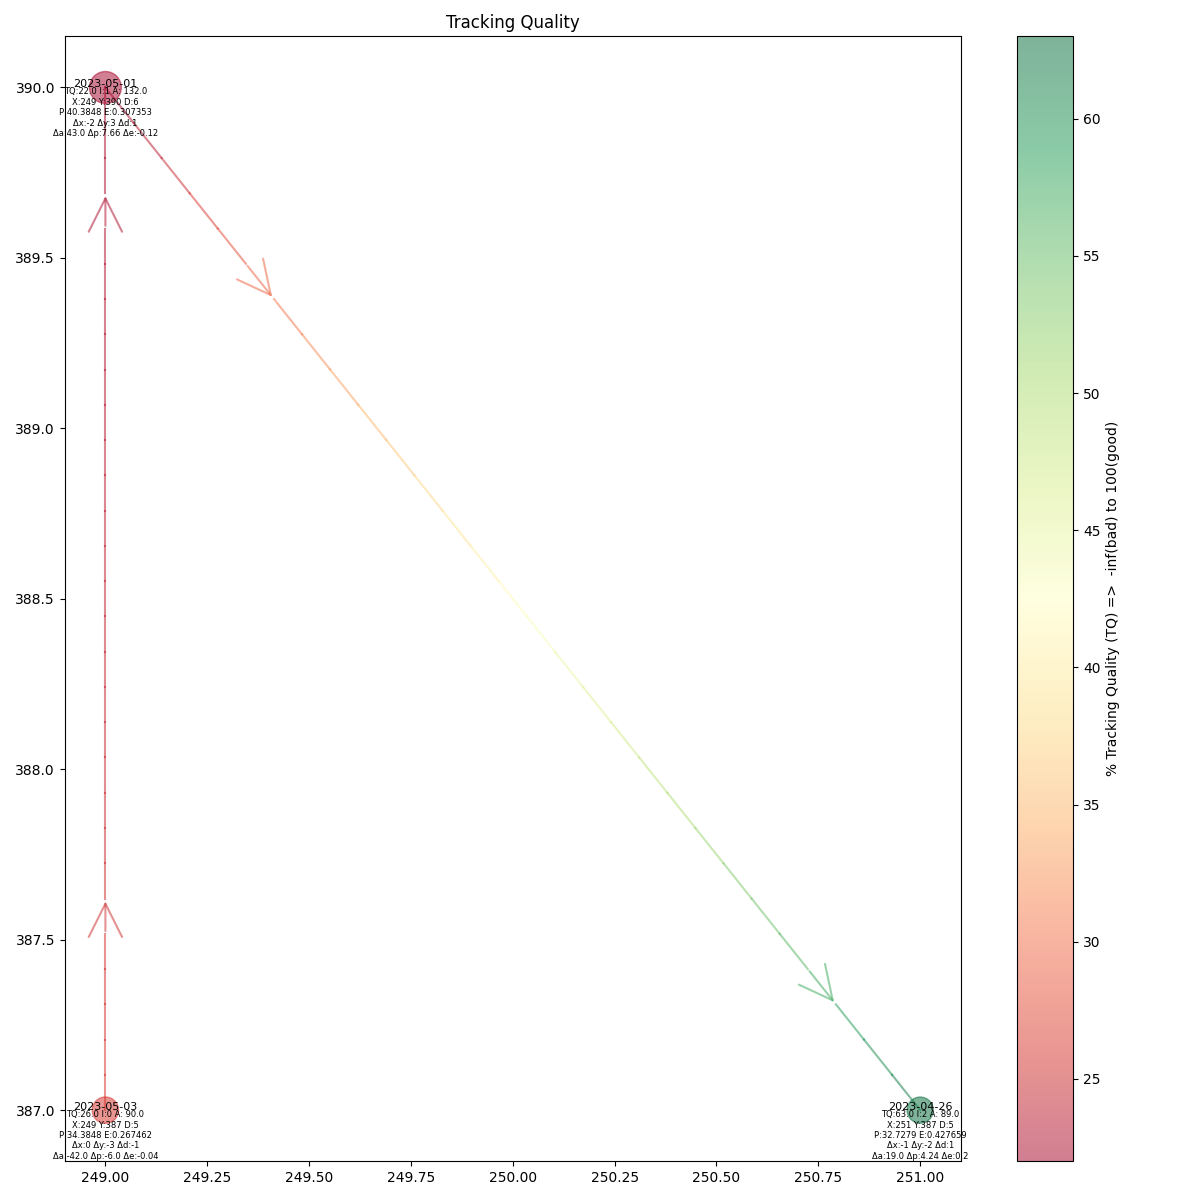 Tracking Quality
390.0
389.5
389.0
388.5
388.0
387.5
387.0
2023-05-01
TQ:22.0 I:1 A: 132.0
X:249 Y:390 D:6
P:40.3848 E:0.307353
Δx:-2 Δy:3 Δd:1
Δa:43.0 Δp:7.66 Δe:-0.12
2023-05-03
TQ:26.0 I:0 A: 90.0
X:249 Y:387 D:5
P:34.3848 E:0.267462
Δx:0 Δy:-3 Δd:-1
Δa:-42.0 Δp:-6.0 Δe:-0.04
2023-04-26
TQ:63.0 I:2 A: 89.0
X:251 Y:387 D:5
P:32.7279 E:0.427659
Δx:-1 Δy:-2 Δd:1
Δa:19.0 Δp:4.24 Δe:0.2
249.00 249.25 249.50 249.75 250.00 250.25 250.50 250.75 251.00
60
55
50
45
40
35
30
25
% Tracking Quality (TQ) => -inf(bad) to 100(good)